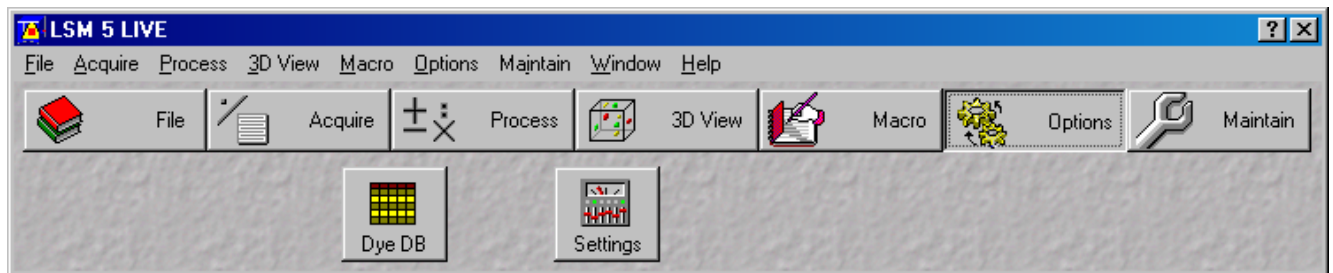 LSM 5 LIVE
File Acquire Process 3D View Macro Options Maintain Window Help
File Acquire Process 3D View Macro Options Maintain
Dye DB Settings